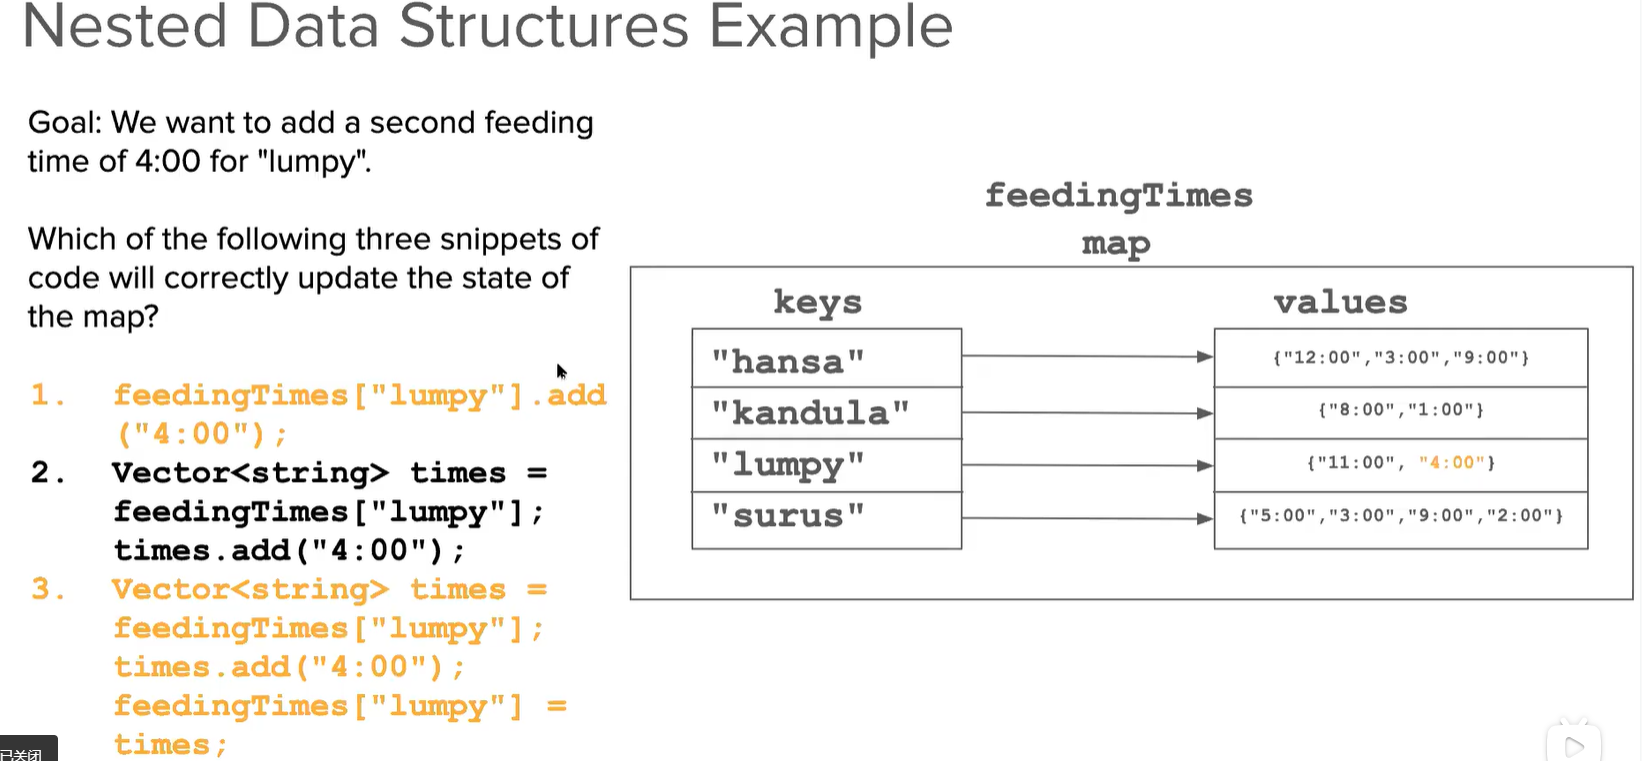 Nested Data Structures Example
Goal: We want to add a second feeding
time of 4:00 for "lumpy".
Which of the following three snippets of
code will correctly update the state of
the map?
1. feedingTimes["lumpy"].add
("4:00");
2. Vector<string> times =
feedingTimes["lumpy"];
times.add("4:00");
3. Vector<string> times =
feedingTimes["lumpy"];
times.add("4:00");
feedingTimes["lumpy"] =
times;
feedingTimes
map
keys
values
"hansa"
{"12:00","3:00","9:00"}
"kandula"
{"8:00","1:00"}
"lumpy"
{"11:00", "4:00"}
"surus"
{"5:00","3:00","9:00","2:00"}
已关闭